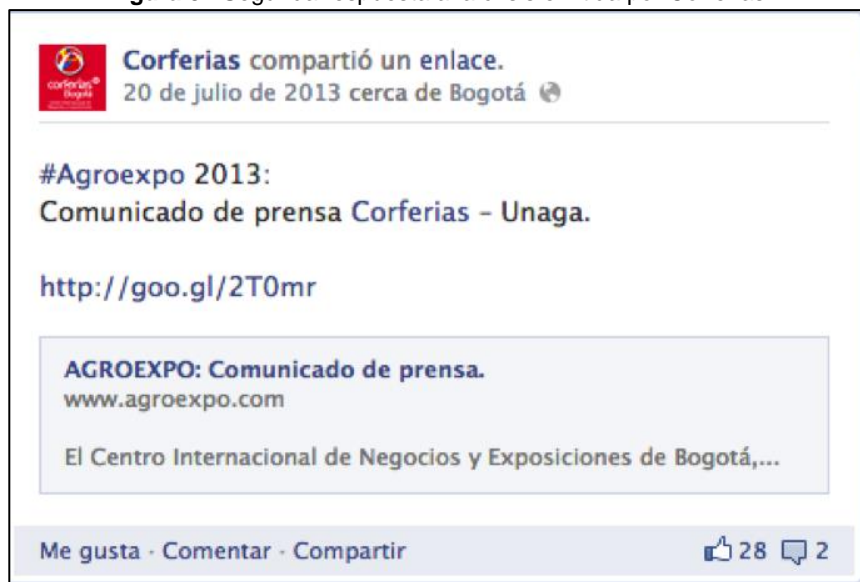 Corferias compartió un enlace.
20 de julio de 2013 cerca de Bogotá
corferias
Bogotá
#Agroexpo 2013:
Comunicado de prensa Corferias – Unaga.
http://goo.gl/2T0mr
AGROEXPO: Comunicado de prensa.
www.agroexpo.com
El Centro Internacional de Negocios y Exposiciones de Bogotá,...
Me gusta · Comentar · Compartir
28 2